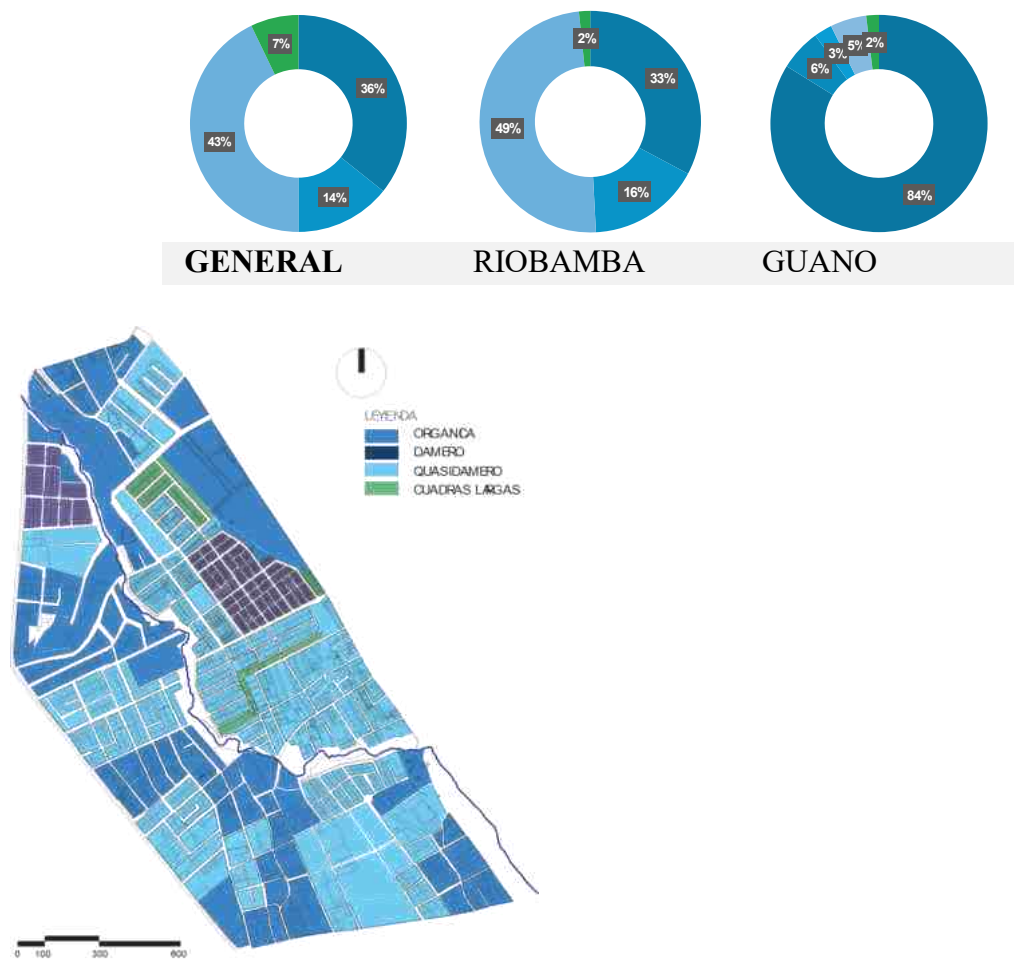 7% 2% 3% 5% 2%
36% 33% 6%
43% 49%
14% 16% 84%
GENERAL RIOBAMBA GUANO
LEYENDA
ORGANICA
DAMERO
QUASIDAMERO
CUADRAS LARGAS
0 100 300 600